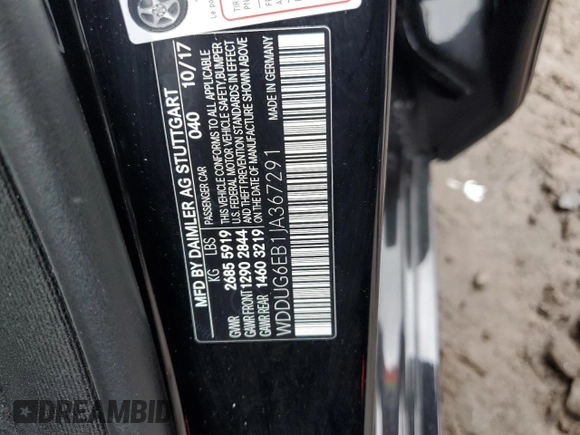 MFD BY DAIMLER AG STUTTGART
040 10/17
KG LBS PASSENGER CAR
GVWR 2685 5919 THIS VEHICLE CONFORMS TO ALL APPLICABLE
U.S. FEDERAL MOTOR VEHICLE SAFETY,BUMPER
GAWR FRONT 1290 2844 AND THEFT PREVENTION STANDARDS IN EFFECT
GAWR REAR 1460 3219 ON THE DATE OF MANUFACTURE SHOWN ABOVE
WDDUG6EB1JA367291 MADE IN GERMANY
Le
TIR
DREAMBID